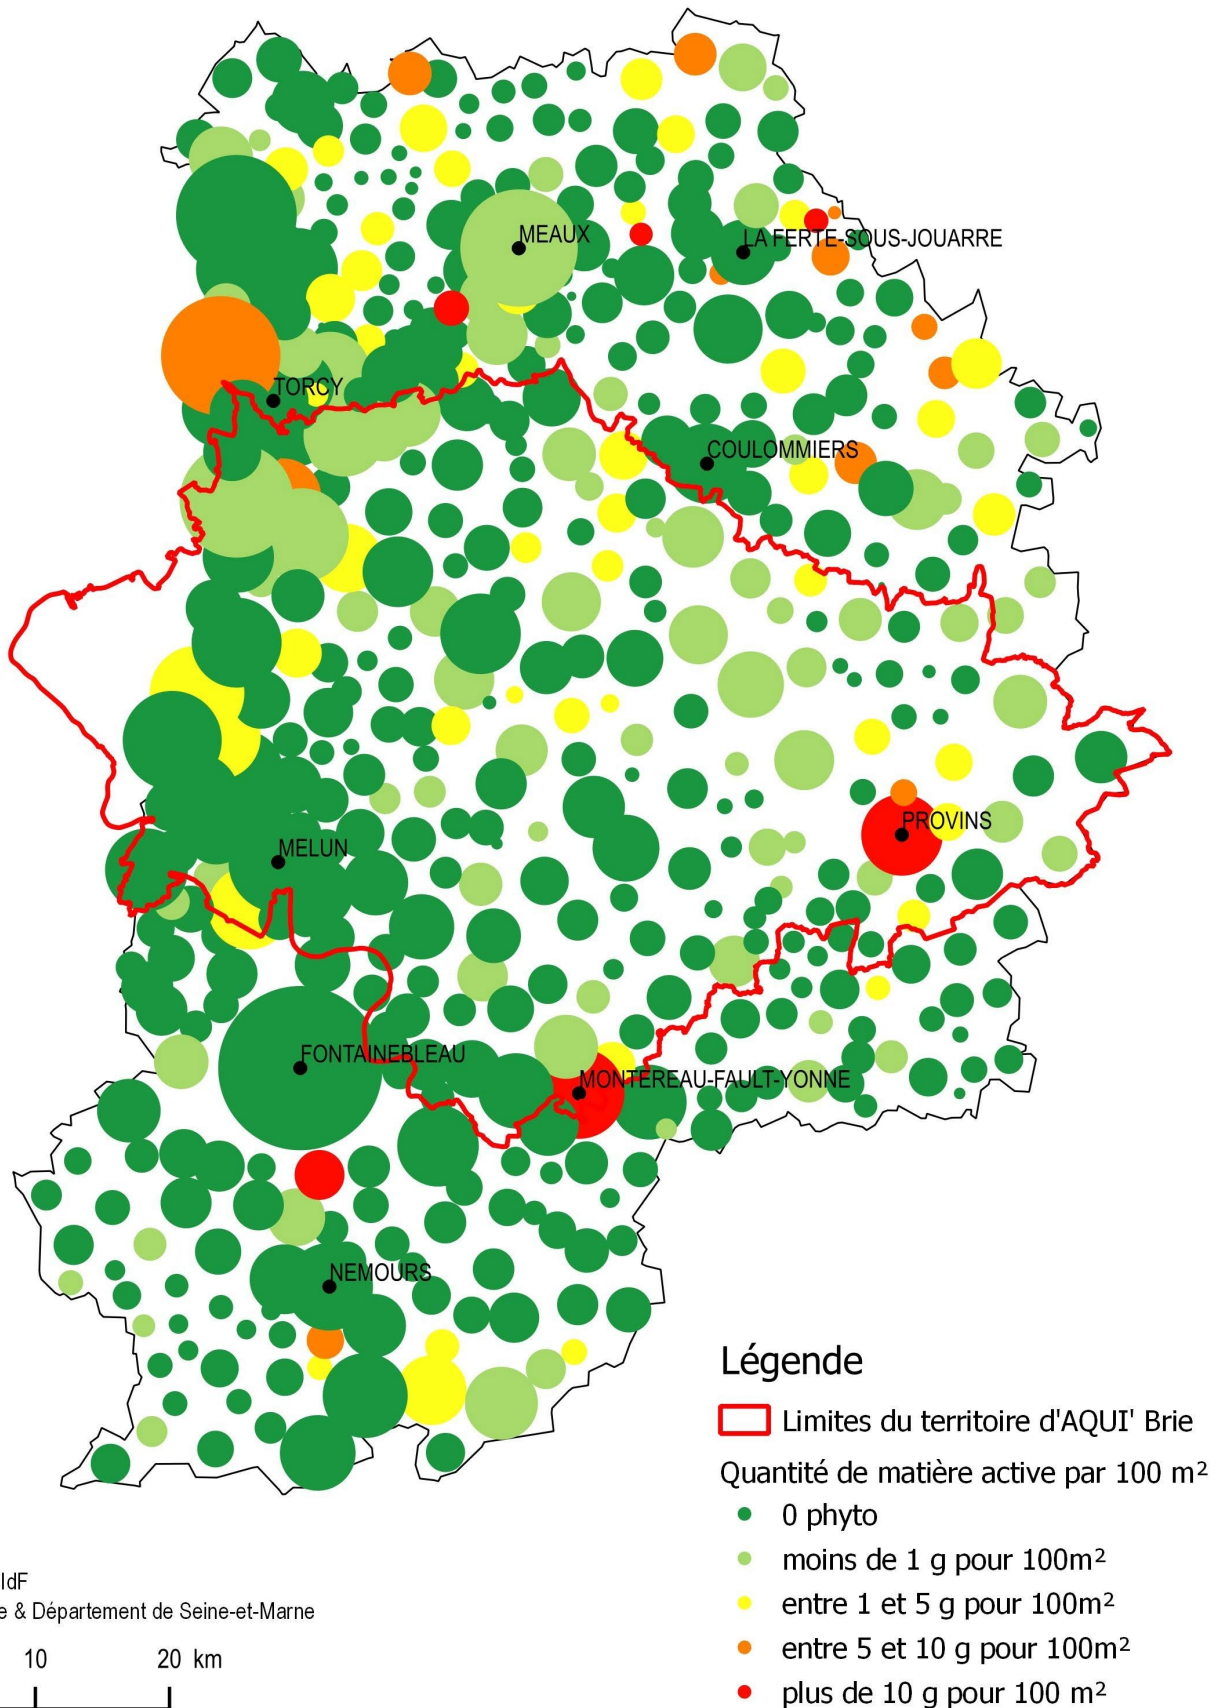 MEAUX
LA FERTE-SOUS-JOUARRE
TORCY
COULOMMIERS
PROVINS
MELUN
FONTAINEBLEAU
MONTEREAU-FAULT-YONNE
NEMOURS
Légende
Limites du territoire d'AQUI' Brie
Quantité de matière active par 100 m²
0 phyto
moins de 1 g pour 100m²
entre 1 et 5 g pour 100m²
entre 5 et 10 g pour 100m²
plus de 10 g pour 100 m²
IdF
e & Département de Seine-et-Marne
10 20 km